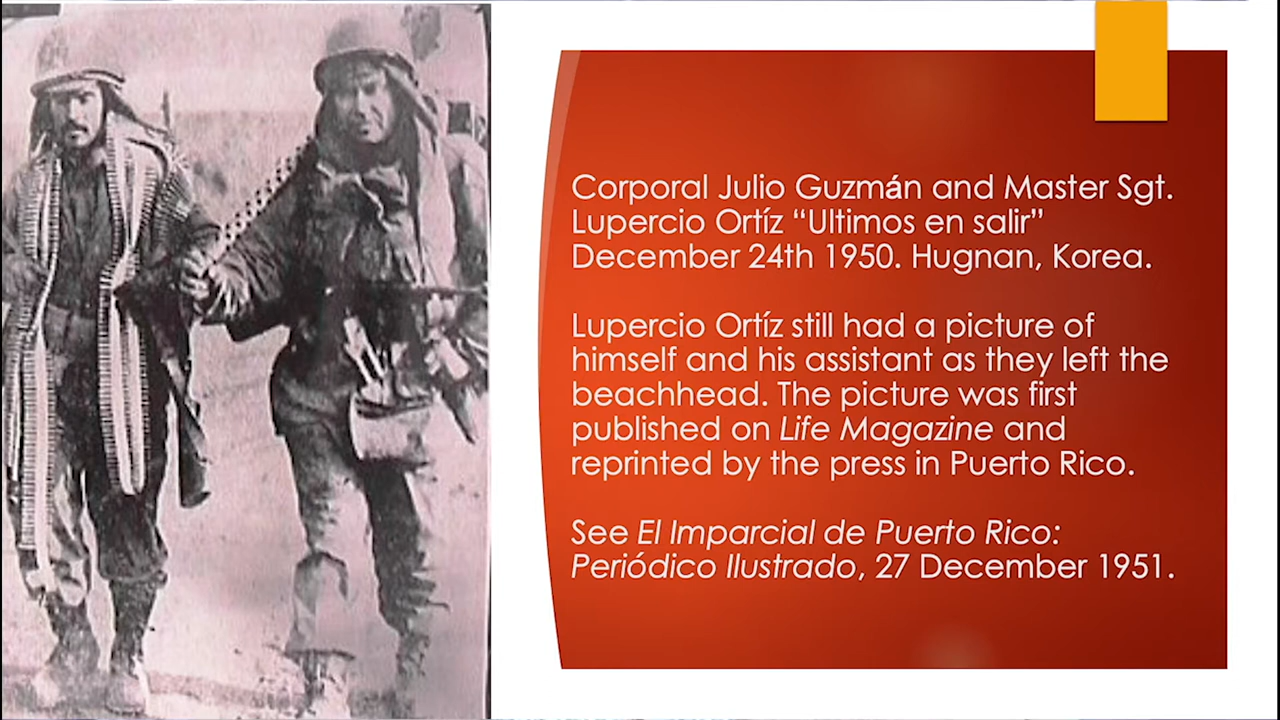 Corporal Julio Guzmán and Master Sgt.
Lupercio Ortíz “Ultimos en salir”
December 24th 1950. Hugnan, Korea.
Lupercio Ortíz still had a picture of
himself and his assistant as they left the
beachhead. The picture was first
published on Life Magazine and
reprinted by the press in Puerto Rico.
See El Imparcial de Puerto Rico:
Periódico Ilustrado, 27 December 1951.